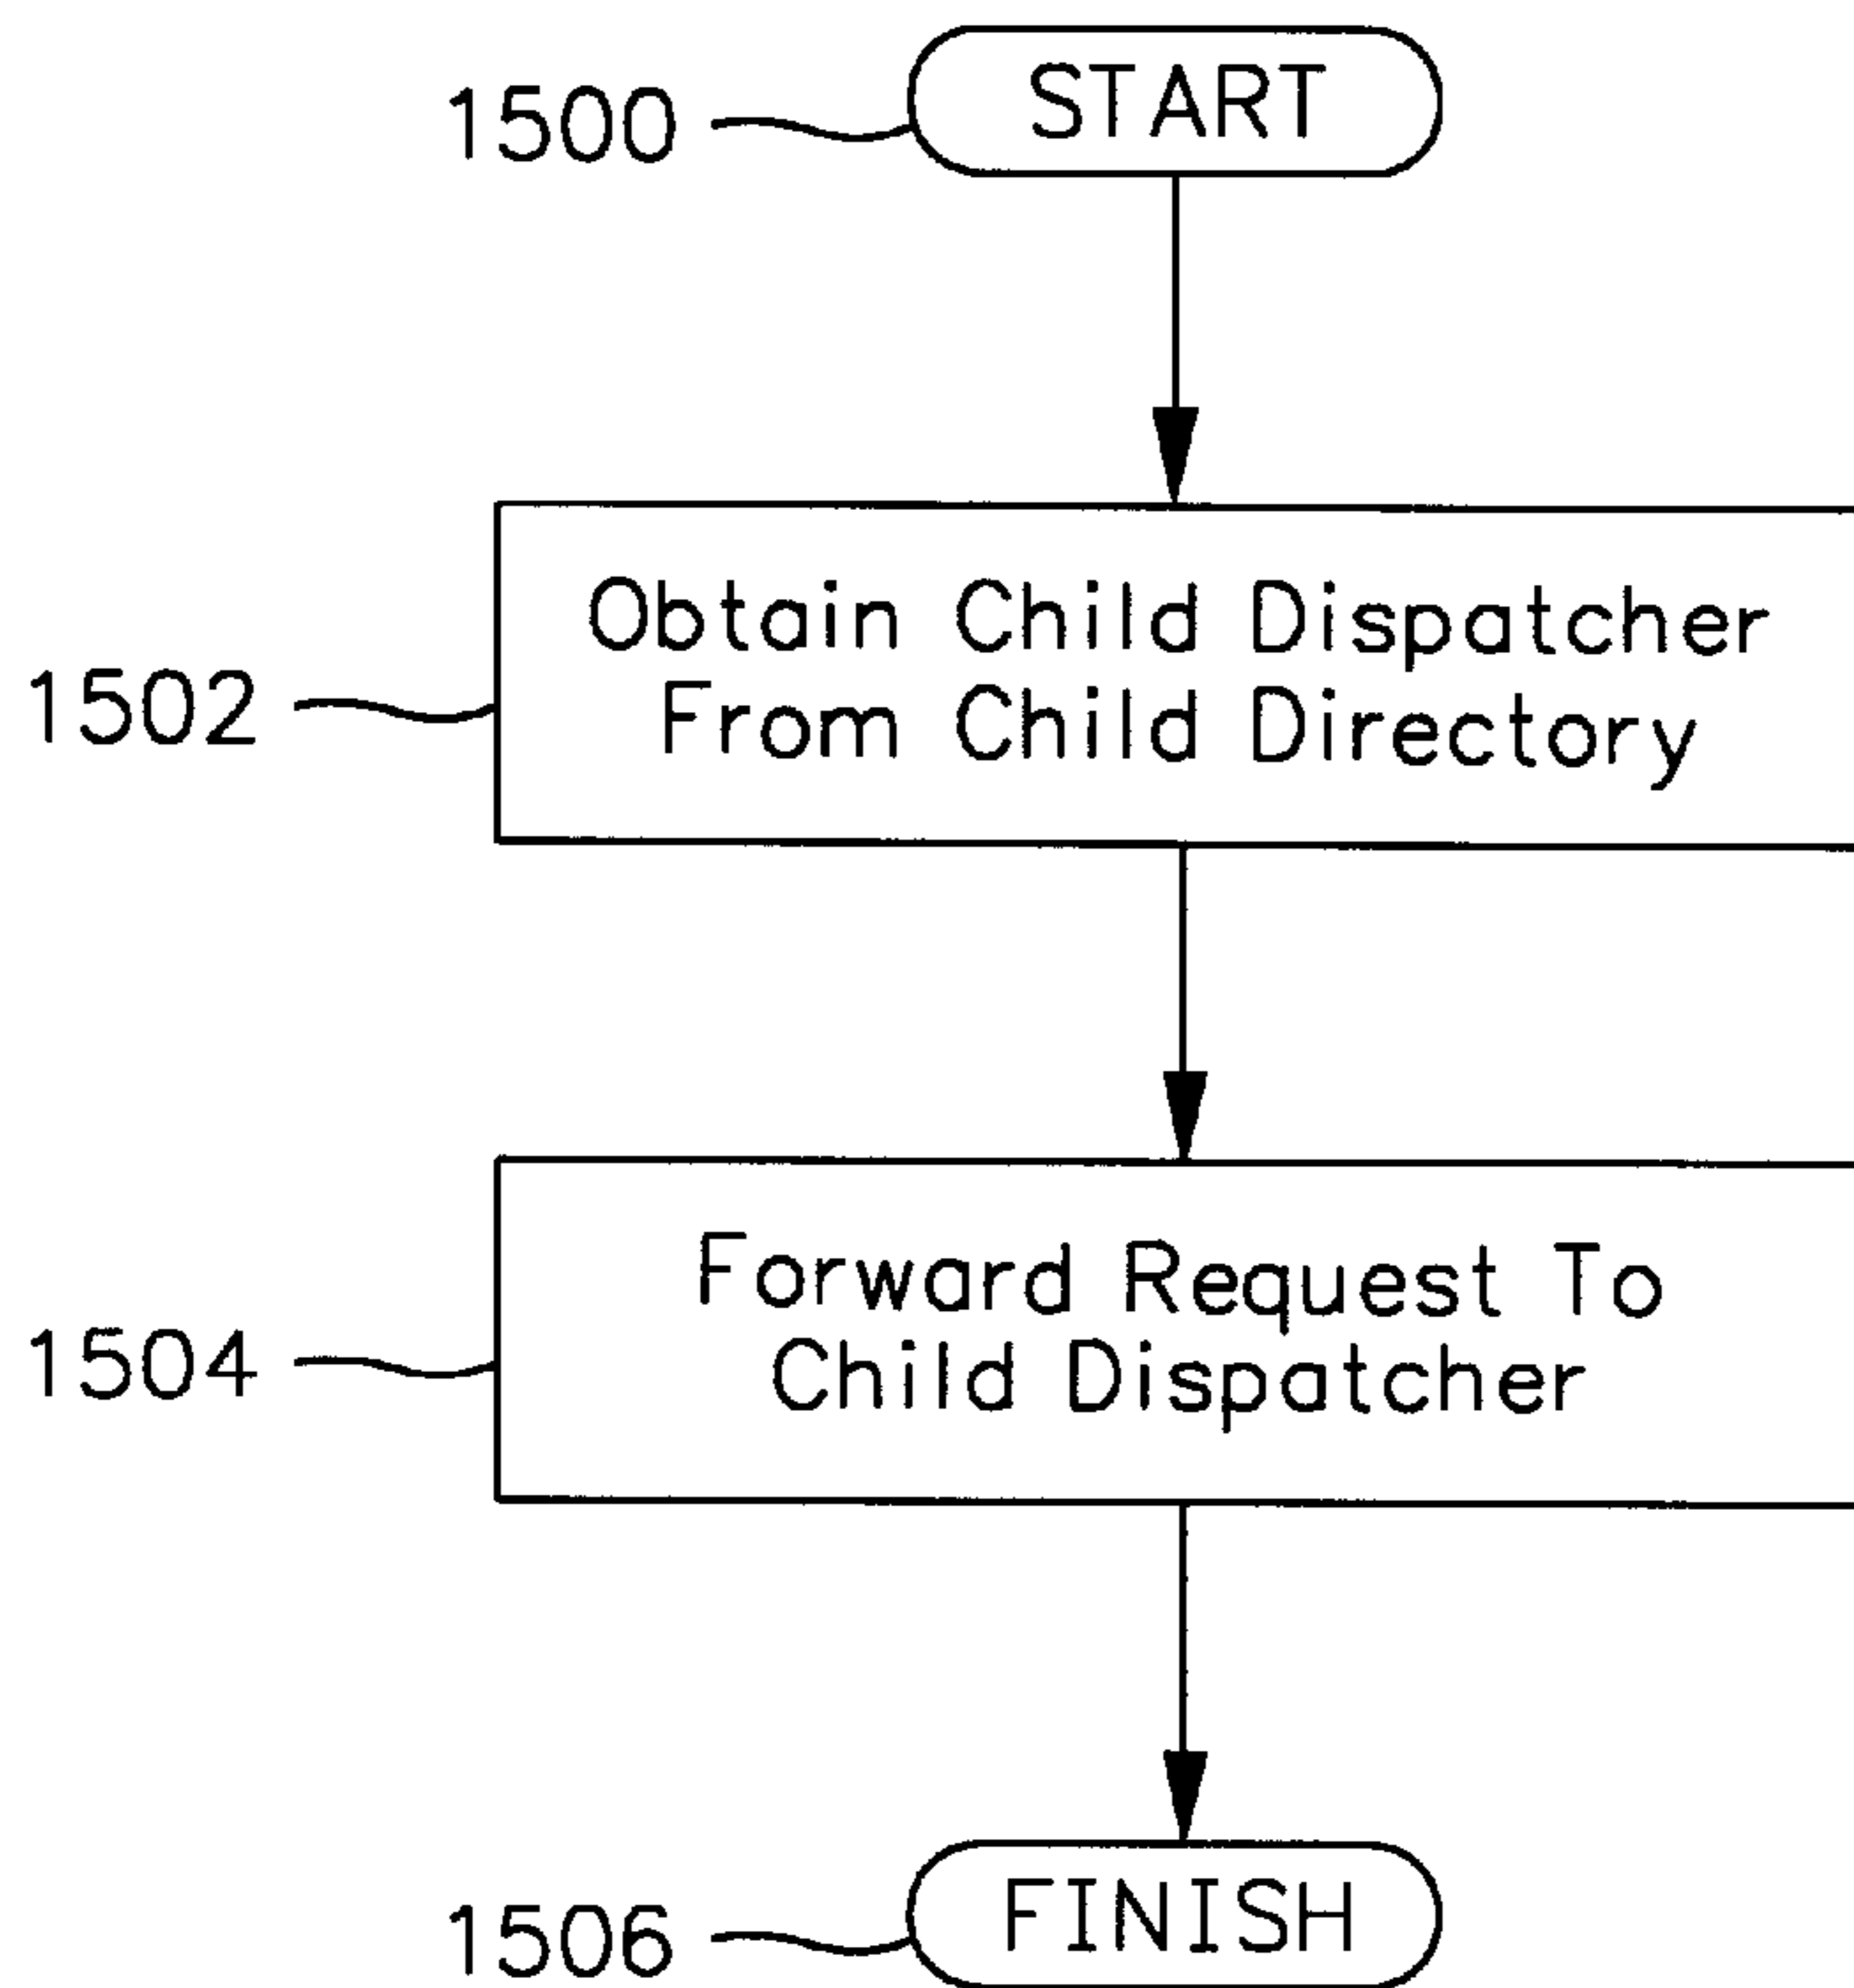 1500
START
1502
Obtain Child Dispatcher
From Child Directory
1504
Forward Request To
Child Dispatcher
1506
FINISH